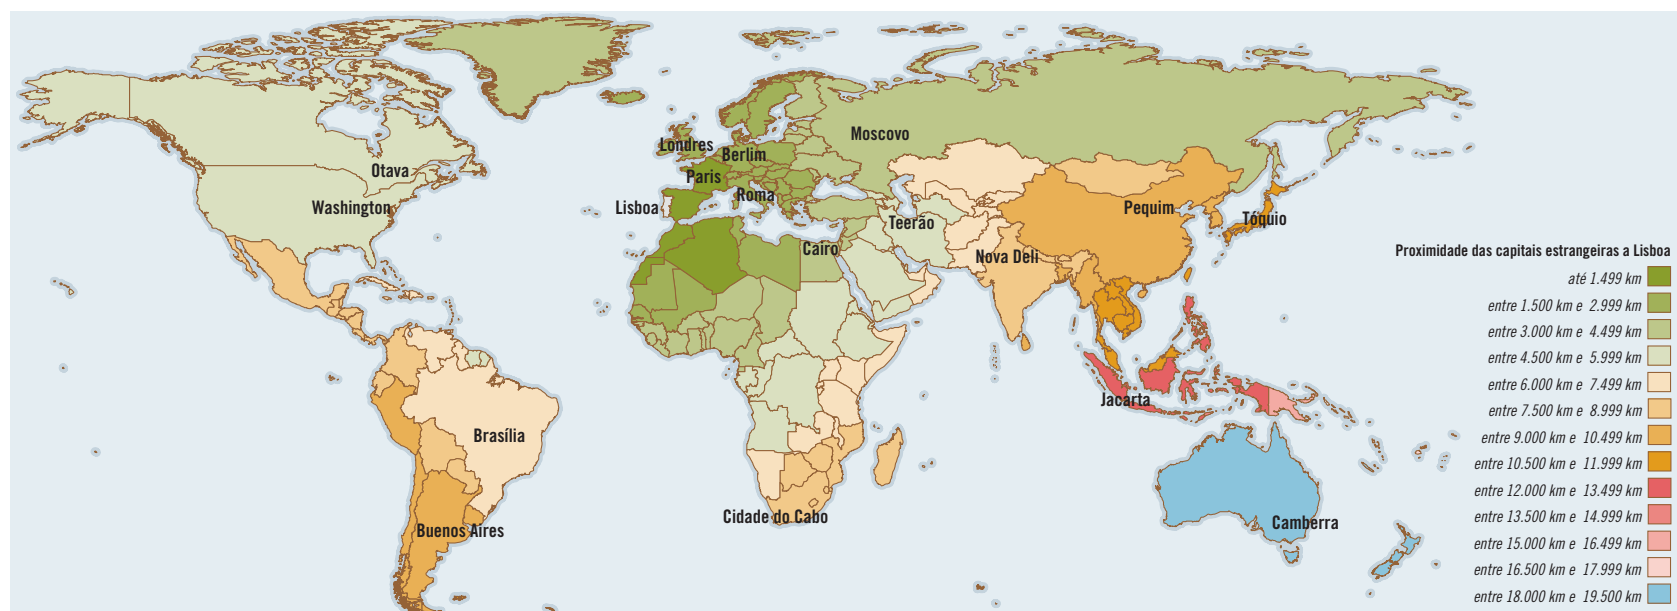 Moscovo
Londres
Berlim
Otava
Paris
Roma
Washington
Lisboa
Pequim
Tóquio
Teerão
Cairo
Nova Deli
Jacarta
Brasília
Cidade do Cabo
Camberra
Buenos Aires
Proximidade das capitais estrangeiras a Lisboa
até 1.499 km
entre 1.500 km e 2.999 km
entre 3.000 km e 4.499 km
entre 4.500 km e 5.999 km
entre 6.000 km e 7.499 km
entre 7.500 km e 8.999 km
entre 9.000 km e 10.499 km
entre 10.500 km e 11.999 km
entre 12.000 km e 13.499 km
entre 13.500 km e 14.999 km
entre 15.000 km e 16.499 km
entre 16.500 km e 17.999 km
entre 18.000 km e 19.500 km